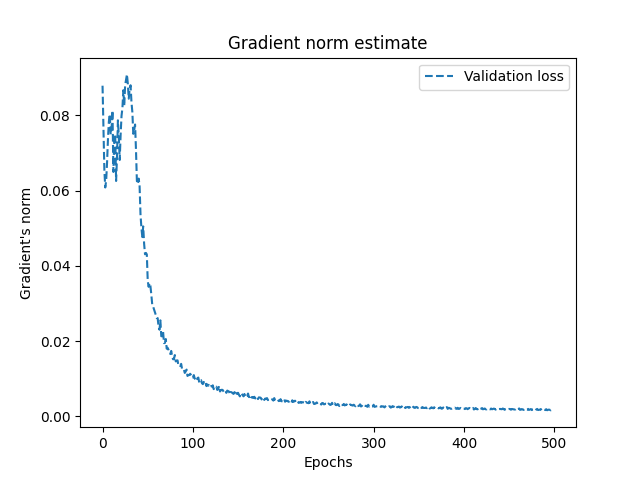 Gradient norm estimate
Validation loss
Gradient's norm
0.08
0.06
0.04
0.02
0.00
0 100 200 300 400 500
Epochs